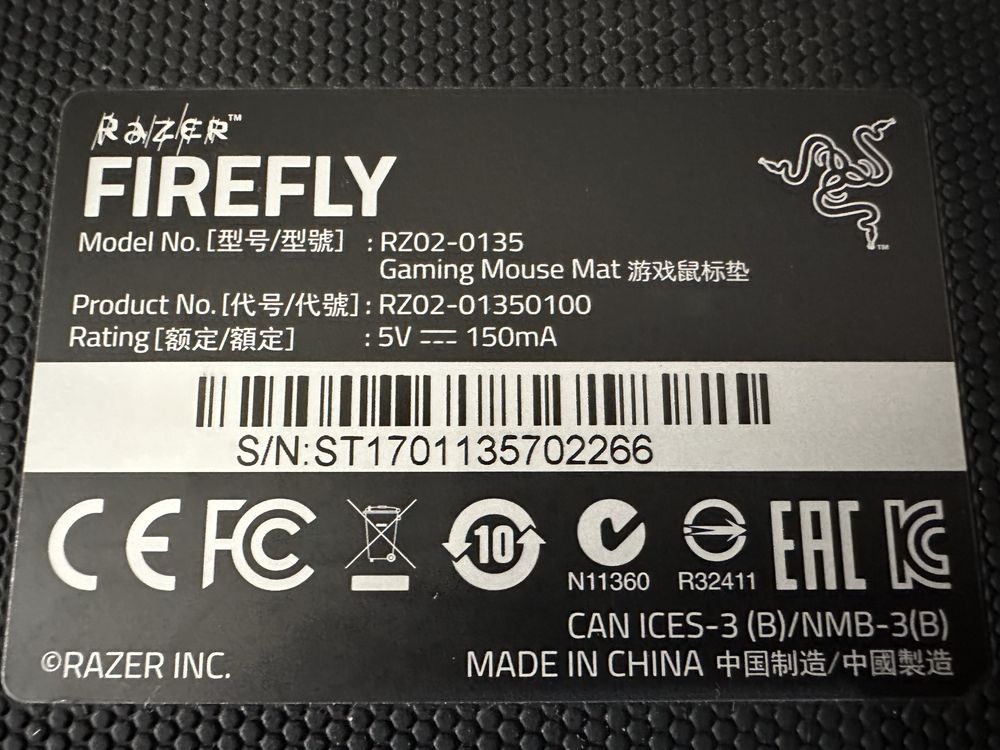 RAZER™
FIREFLY
Model No. [型号/型號] : RZ02-0135
Gaming Mouse Mat 游戏鼠标垫
Product No. [代号/代號] : RZ02-01350100
Rating [额定/額定] : 5V ⎓ 150mA
S/N:ST1701135702266
CE FC 10 EAC KC
N11360 R32411
CAN ICES-3 (B)/NMB-3(B)
©RAZER INC. MADE IN CHINA 中国制造/中國製造